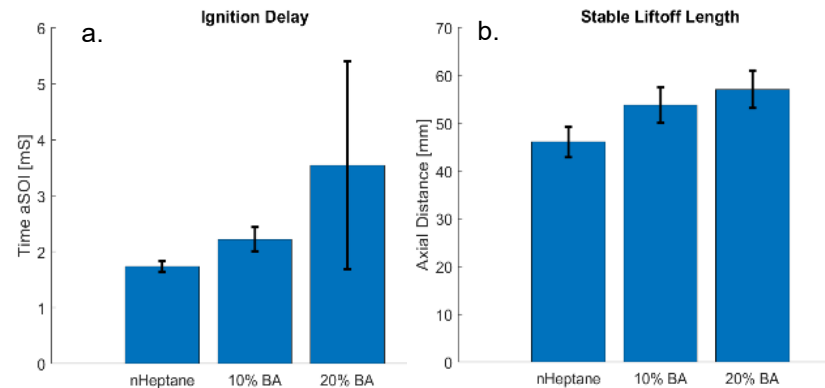 a.
Ignition Delay
Time aSOI [mS]
6
5
4
3
2
1
0
nHeptane 10% BA 20% BA
b.
Stable Liftoff Length
Axial Distance [mm]
70
60
50
40
30
20
10
0
nHeptane 10% BA 20% BA